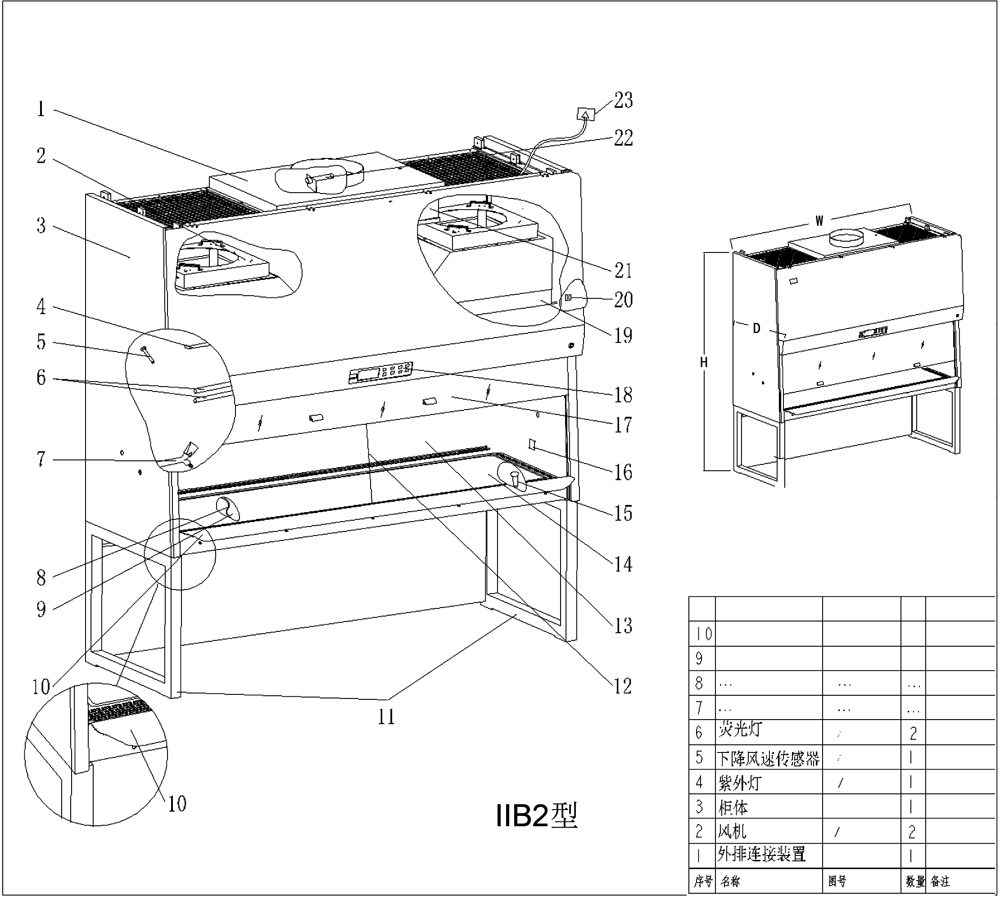 1
2
3
4
5
6
7
8
9
10
10
11
23
22
21
20
19
18
17
16
15
14
13
12
W
D
H
IIB2型
10
9
8 ... ... ...
7 ... ... ...
6 荧光灯 / 2
5 下降风速传感器 / 1
4 紫外灯 / 1
3 柜体 1
2 风机 / 2
1 外排连接装置 1
序号 名称 图号 数量 备注